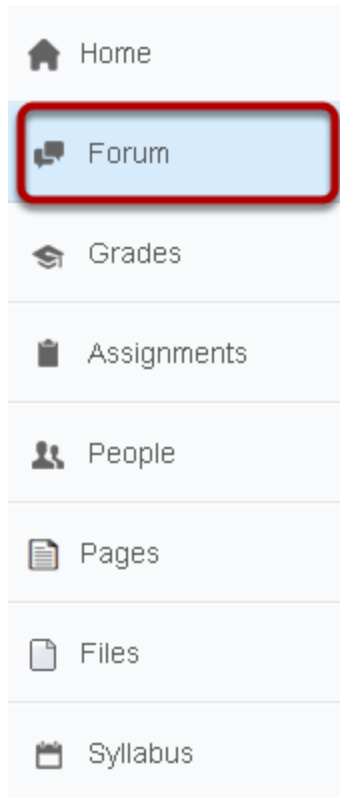 Home
Forum
Grades
Assignments
People
Pages
Files
Syllabus